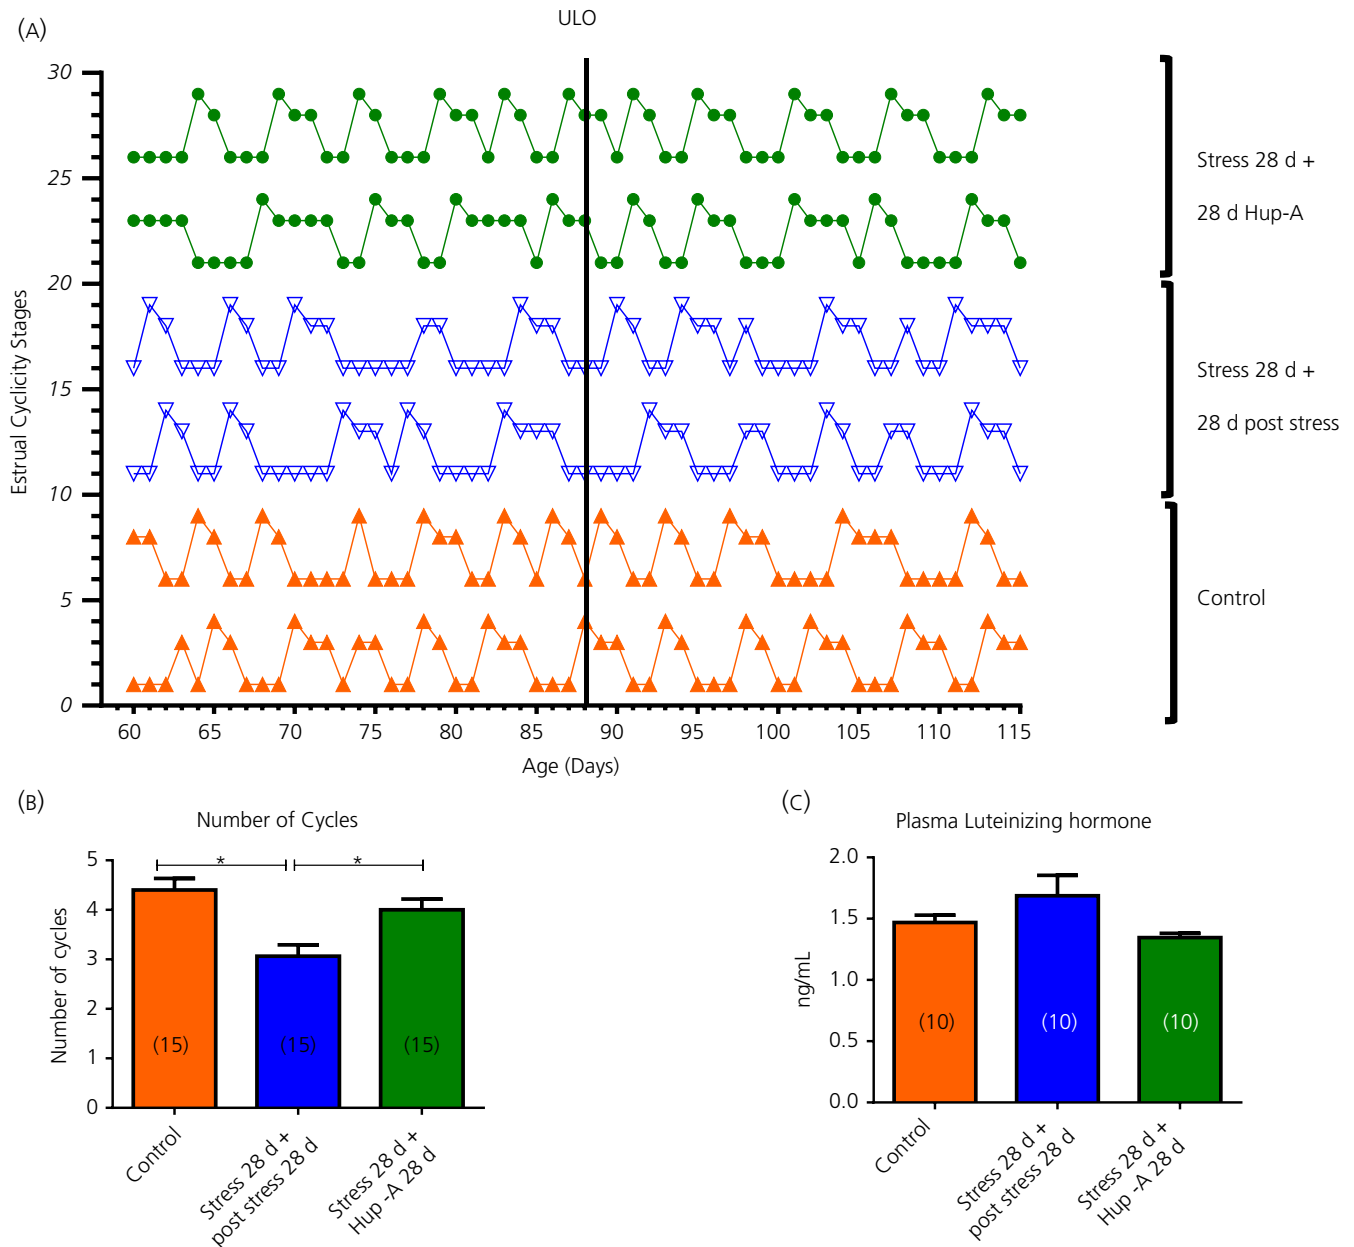 (A)
ULO
30
25
20
15
10
5
0
Estrual Cyclicity Stages
60 65 70 75 80 85 90 95 100 105 110 115
Age (Days)
Stress 28 d +
28 d Hup-A
Stress 28 d +
28 d post stress
Control
(B)
Number of Cycles
5
4
3
2
1
0
Number of cycles
* *
(15) (15) (15)
Control
Stress 28 d +
post stress 28 d
Stress 28 d +
Hup -A 28 d
(C)
Plasma Luteinizing hormone
2.0
1.5
1.0
0.5
0.0
ng/mL
(10) (10) (10)
Control
Stress 28 d +
post stress 28 d
Stress 28 d +
Hup -A 28 d